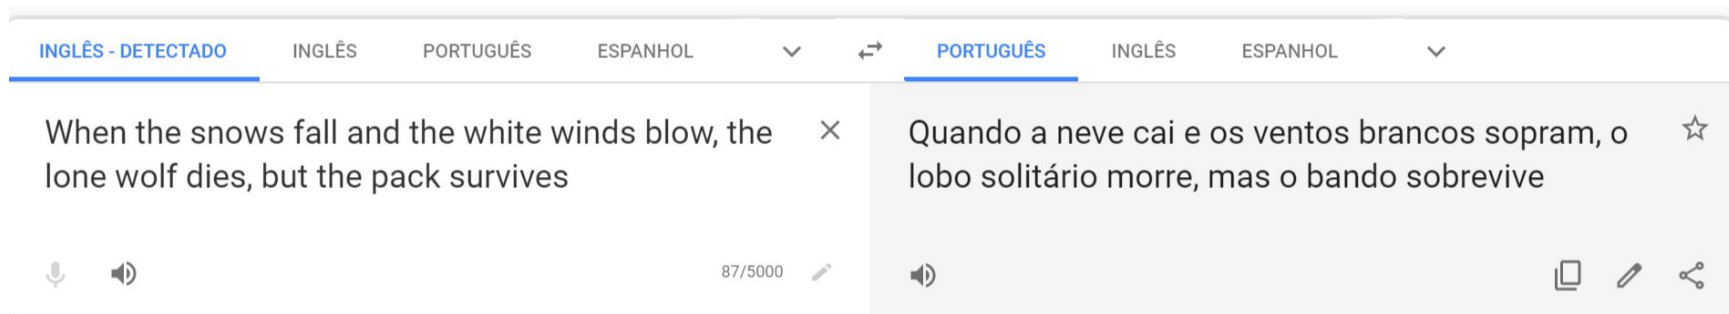 INGLÊS - DETECTADO INGLÊS PORTUGUÊS ESPANHOL PORTUGUÊS INGLÊS ESPANHOL
When the snows fall and the white winds blow, the
lone wolf dies, but the pack survives
87/5000
Quando a neve cai e os ventos brancos sopram, o
lobo solitário morre, mas o bando sobrevive